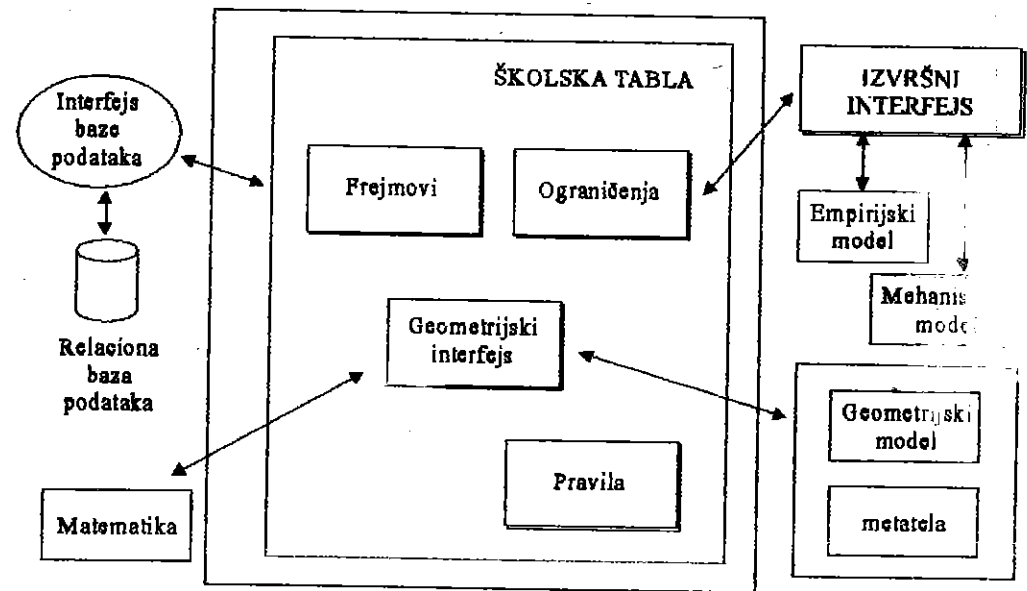 ŠKOLSKA TABLA
IZVRŠNI
INTERFEJS
Interfejs
baze
podataka
Frejmovi
Ograniđenja
Empirijski
model
Relaciona
baza
podataka
Geometrijski
interfejs
Geometrijski
model
Pravila
Matematika
metatela